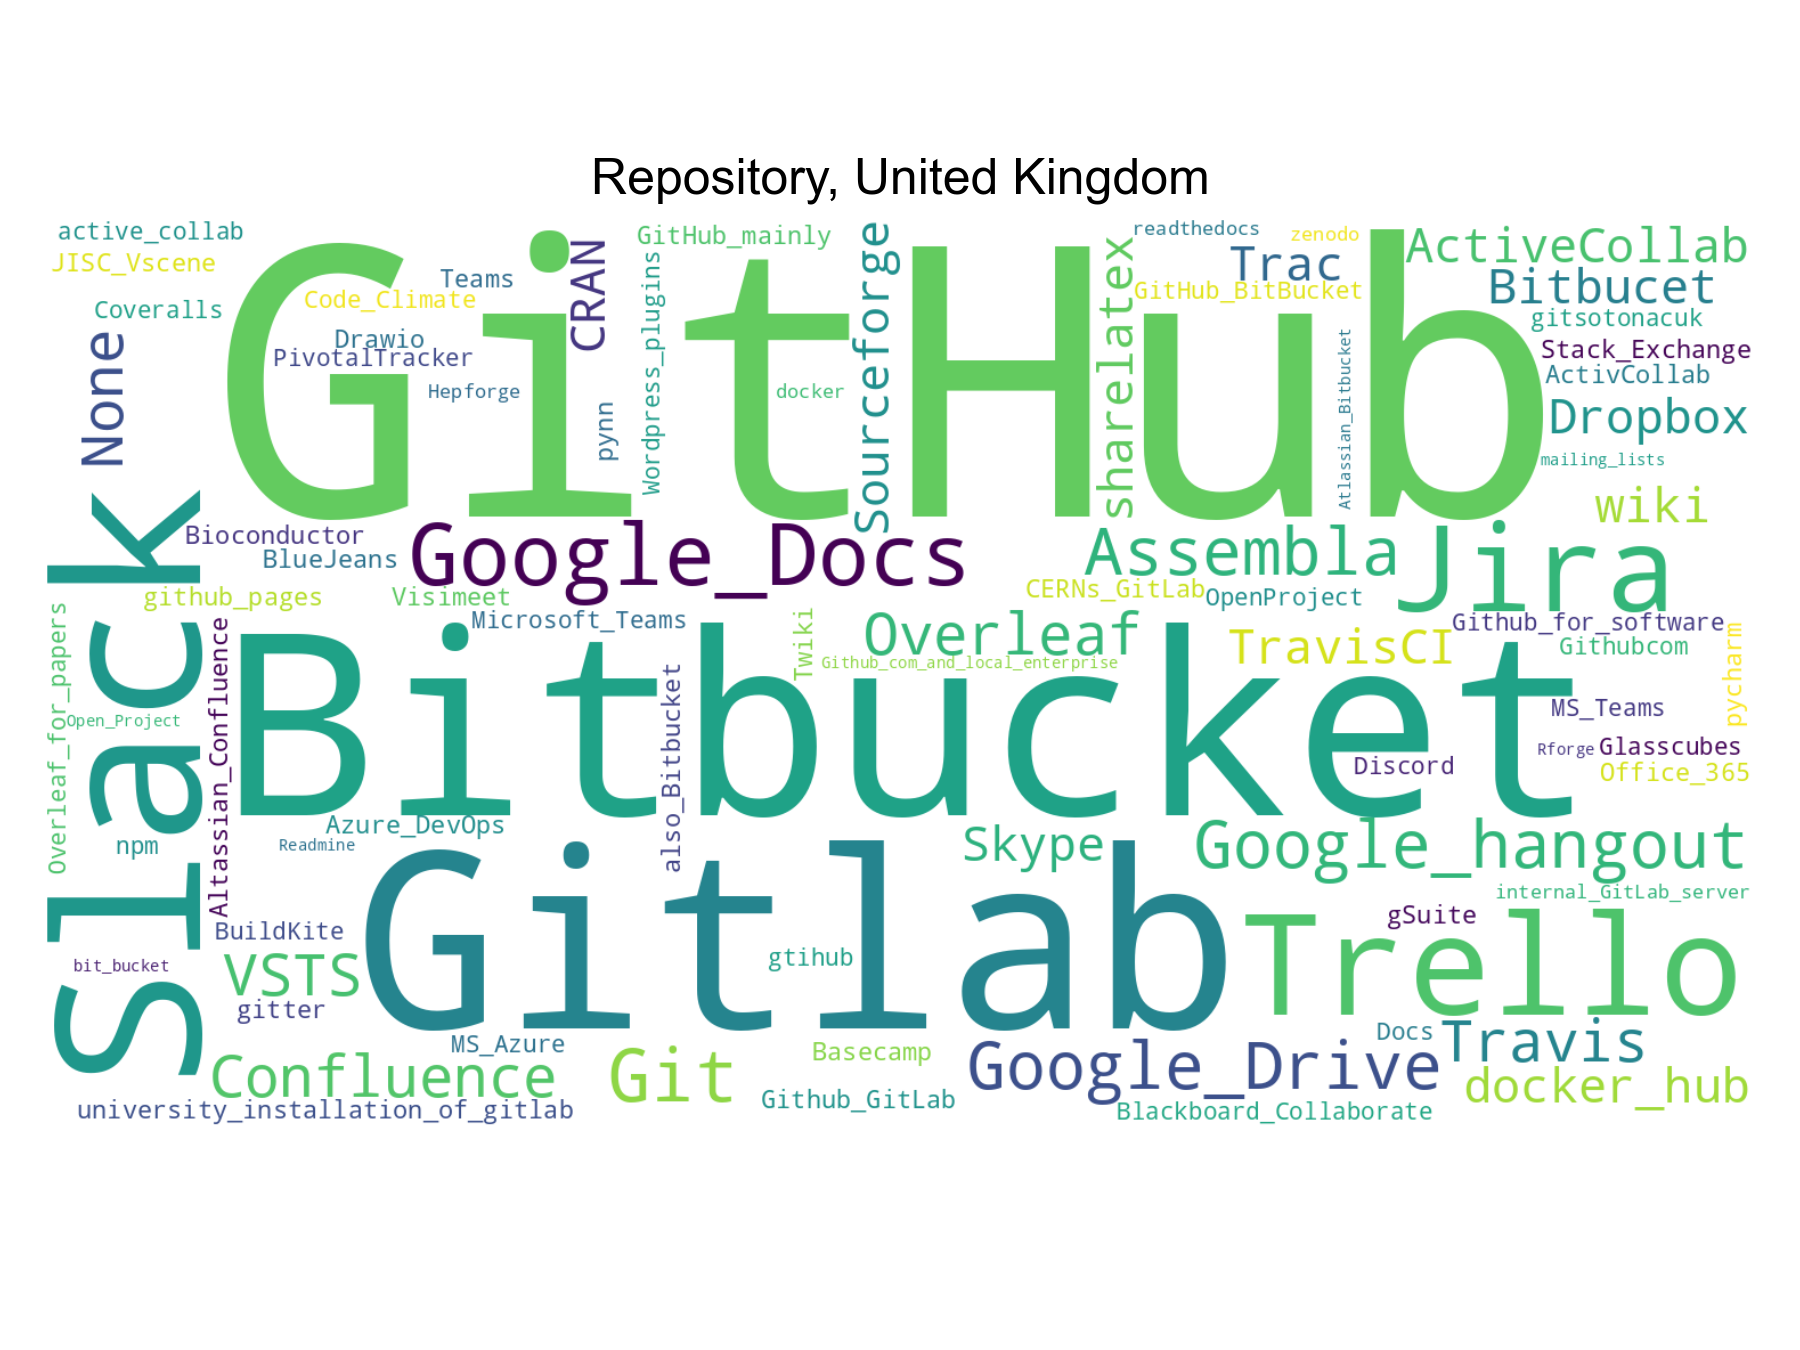 Repository, United Kingdom
active_collab
JISC_Vscene
Coveralls
None
GitHub
Teams
Code_Climate
Drawio
PivotalTracker
Hepforge
CRAN
pynn
GitHub_mainly
Wordpress_plugins
docker
Sourceforge
sharelatex
readthedocs
zenodo
Trac
GitHub_BitBucket
Atlassian_Bitbucket
ActiveCollab
Bitbucet
gitsotonacuk
Stack_Exchange
ActivCollab
Dropbox
mailing_lists
wiki
Slack
Bioconductor
BlueJeans
Google_Docs
Assembla
Jira
github_pages
Visimeet
CERNs_GitLab
OpenProject
Microsoft_Teams
Twiki
Overleaf
Github_com_and_local_enterprise
TravisCI
Github_for_software
Githubcom
pycharm
Overleaf_for_papers
Open_Project
Altassian_Confluence
Bitbucket
also_Bitbucket
MS_Teams
Rforge
Glasscubes
Discord
Office_365
npm
Azure_DevOps
Readmine
Skype
Google_hangout
internal_GitLab_server
gSuite
BuildKite
bit_bucket
VSTS
gitter
Gitlab
gtihub
Trello
MS_Azure
Confluence
Git
Basecamp
Google_Drive
Docs
Travis
docker_hub
university_installation_of_gitlab
Github_GitLab
Blackboard_Collaborate